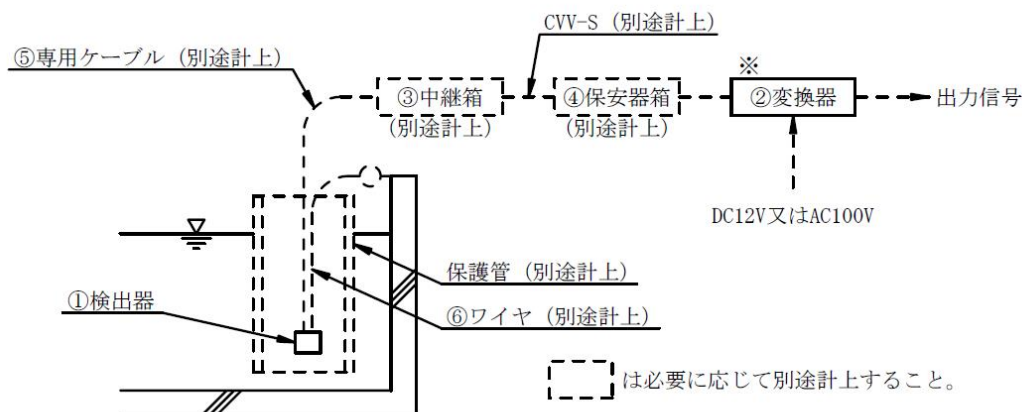 CVV-S (別途計上)
⑤専用ケーブル (別途計上)
※
③中継箱
(別途計上)
④保安器箱
(別途計上)
②変換器
出力信号
DC12V又はAC100V
保護管 (別途計上)
①検出器
⑥ワイヤ (別途計上)
は必要に応じて別途計上すること。